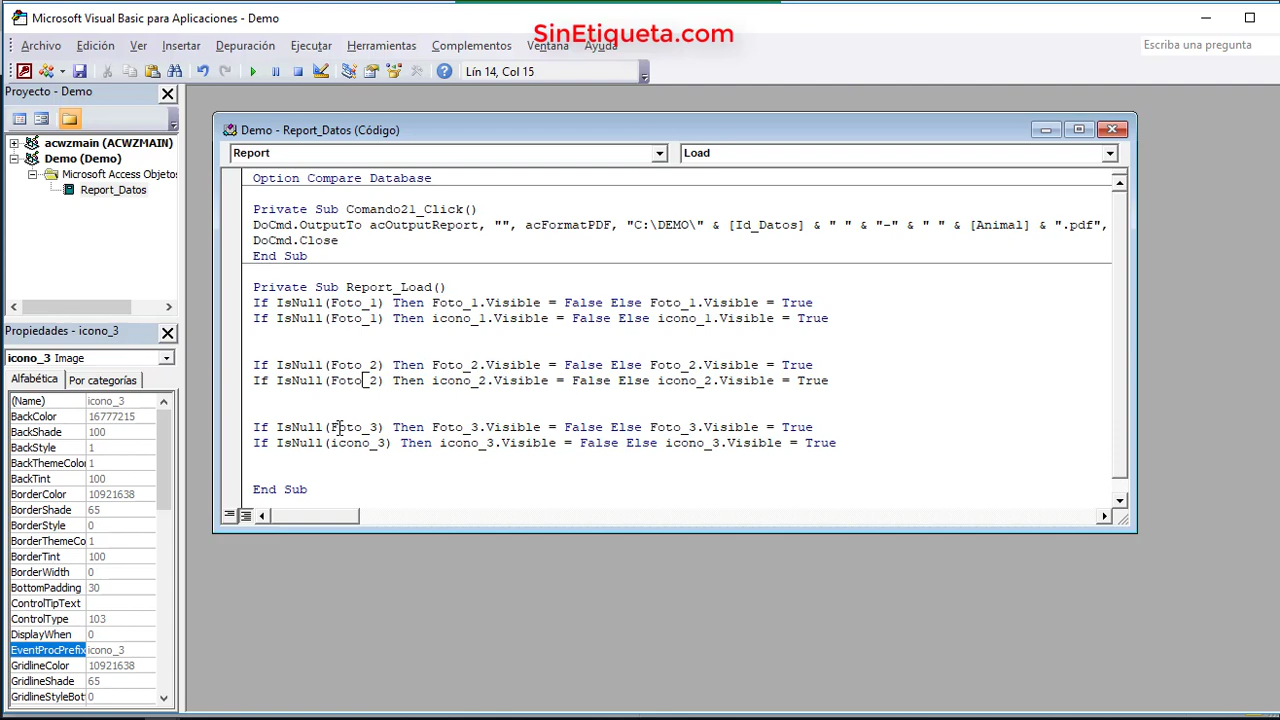 Microsoft Visual Basic para Aplicaciones - Demo
SinEtiqueta.com
Archivo Edición Ver Insertar Depuración Ejecutar Herramientas Complementos Ventana Ayuda
Escriba una pregunta
Lín 14, Col 15
Proyecto - Demo
acwzmain (ACWZMAIN)
Demo (Demo)
Microsoft Access Objetos
Report_Datos
Propiedades - icono_3
icono_3 Image
Alfabética Por categorías
(Name) icono_3
BackColor 16777215
BackShade 100
BackStyle 1
BackThemeColor 1
BackTint 100
BorderColor 10921638
BorderShade 65
BorderStyle 0
BorderThemeCo 1
BorderTint 100
BorderWidth 0
BottomPadding 30
ControlTipText
ControlType 103
DisplayWhen 0
EventProcPrefix icono_3
GridlineColor 10921638
GridlineShade 65
GridlineStyleBot 0
Demo - Report_Datos (Código)
Report Load
Option Compare Database
Private Sub Comando21_Click()
DoCmd.OutputTo acOutputReport, "", acFormatPDF, "C:\DEMO\" & [Id_Datos] & " " & "-" & " " & [Animal] & ".pdf",
DoCmd.Close
End Sub
Private Sub Report_Load()
If IsNull(Foto_1) Then Foto_1.Visible = False Else Foto_1.Visible = True
If IsNull(Foto_1) Then icono_1.Visible = False Else icono_1.Visible = True
If IsNull(Foto_2) Then Foto_2.Visible = False Else Foto_2.Visible = True
If IsNull(Foto_2) Then icono_2.Visible = False Else icono_2.Visible = True
If IsNull(Foto_3) Then Foto_3.Visible = False Else Foto_3.Visible = True
If IsNull(icono_3) Then icono_3.Visible = False Else icono_3.Visible = True
End Sub